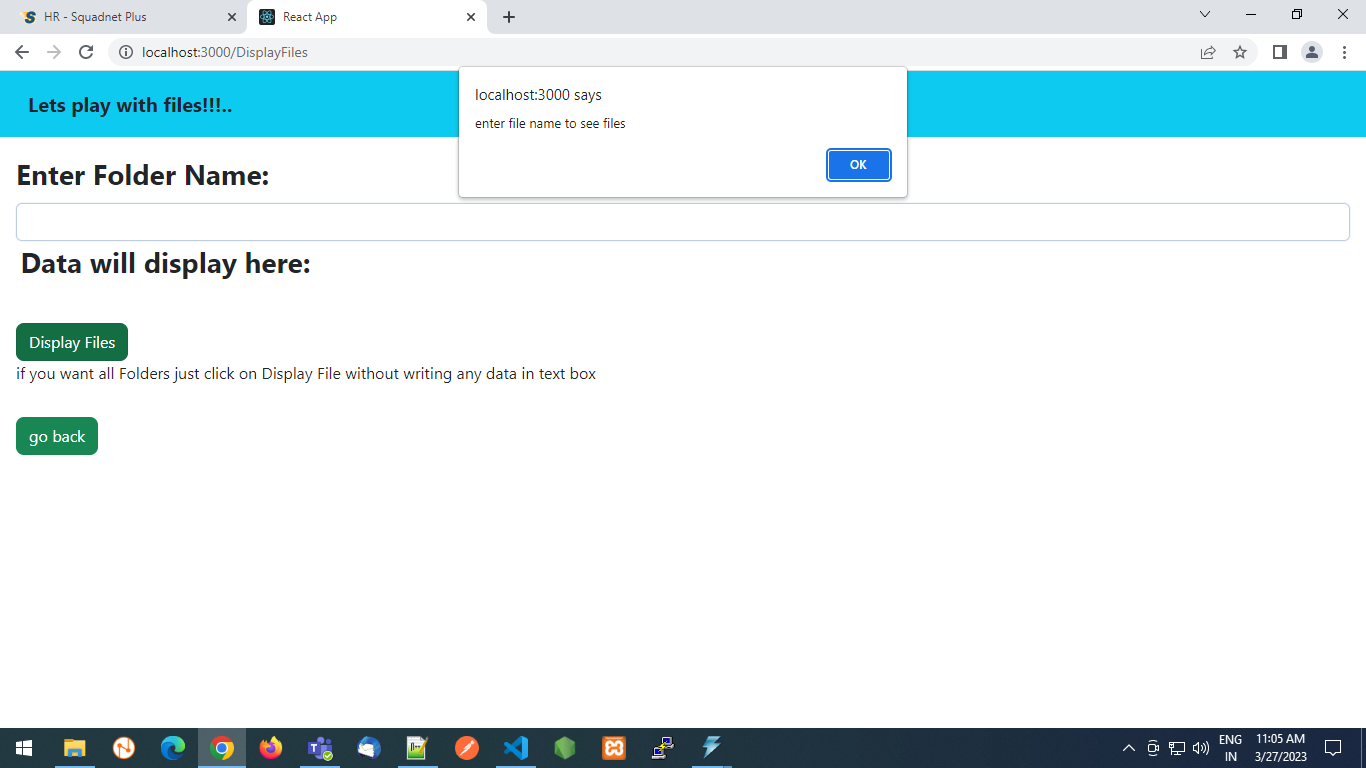 HR - Squadnet Plus
React App
localhost:3000/DisplayFiles
Lets play with files!!!..
localhost:3000 says
enter file name to see files
OK
Enter Folder Name:
Data will display here:
Display Files
if you want all Folders just click on Display File without writing any data in text box
go back
ENG
IN
11:05 AM
3/27/2023